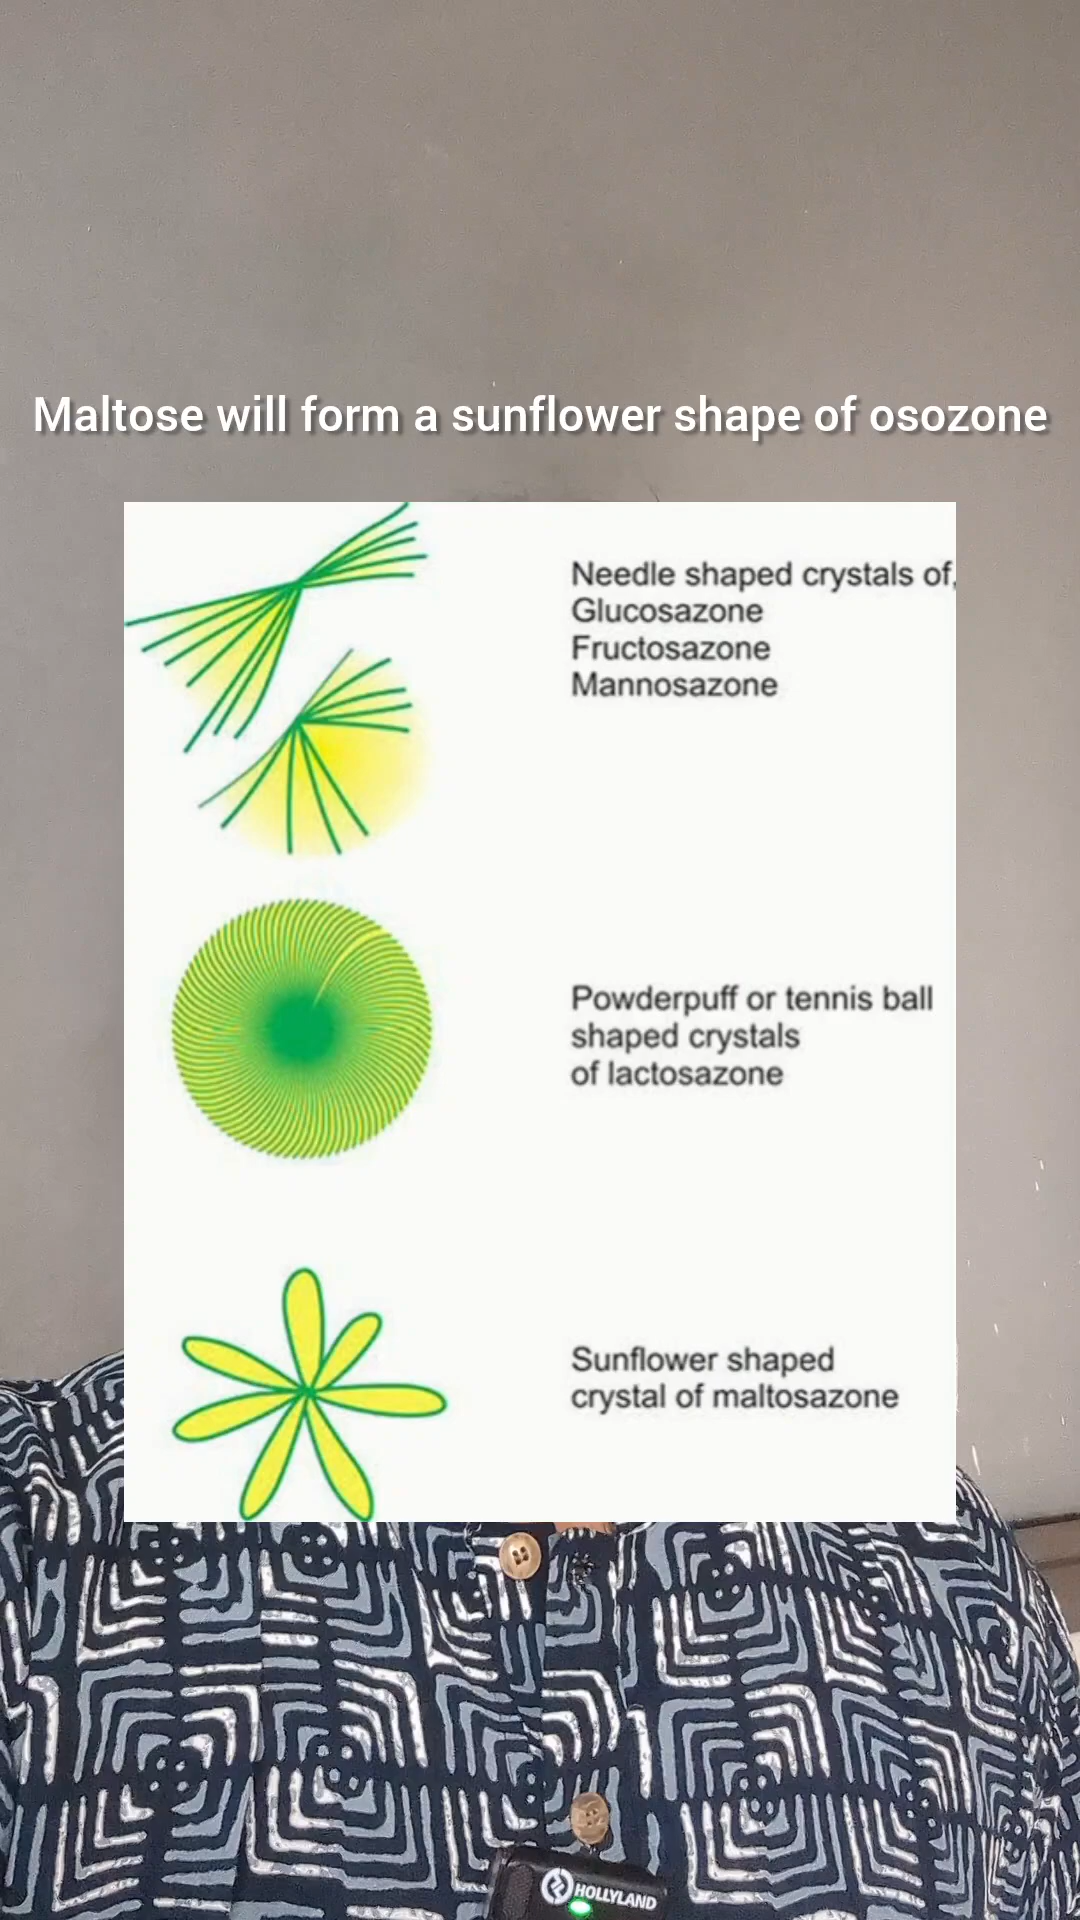 Maltose will form a sunflower shape of osozone
Needle shaped crystals of,
Glucosazone
Fructosazone
Mannosazone
Powderpuff or tennis ball
shaped crystals
of lactosazone
Sunflower shaped
crystal of maltosazone
HOLLYLAND